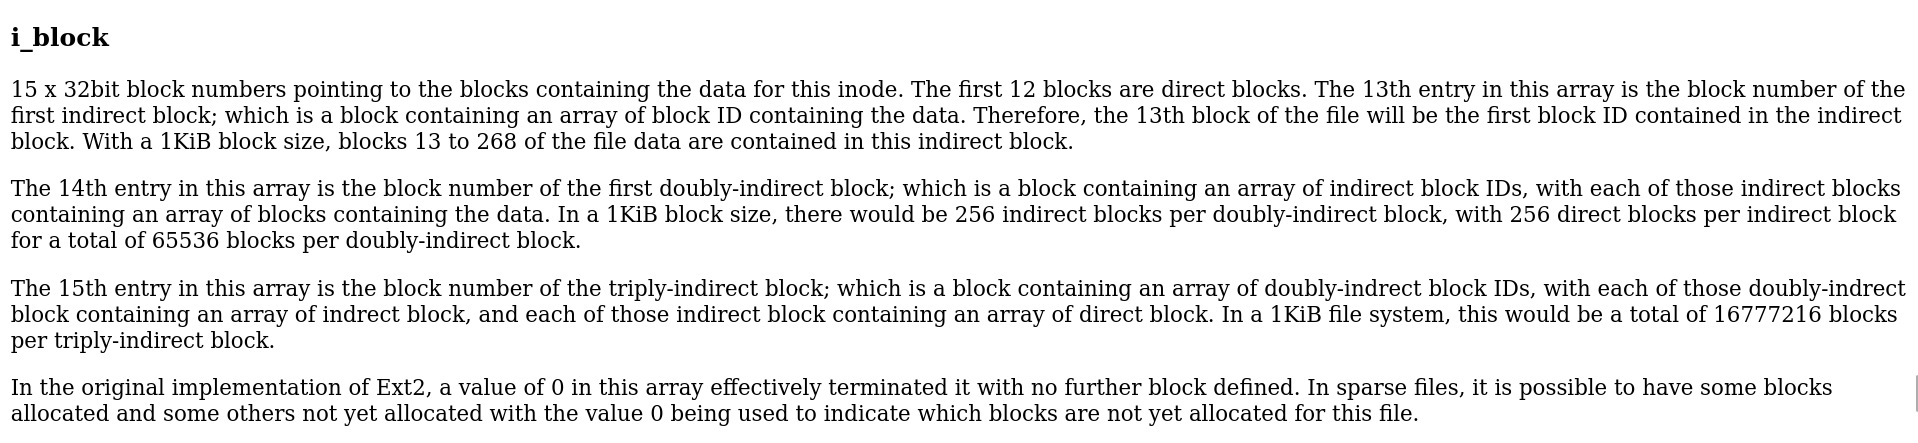 i_block
15 x 32bit block numbers pointing to the blocks containing the data for this inode. The first 12 blocks are direct blocks. The 13th entry in this array is the block number of the
first indirect block; which is a block containing an array of block ID containing the data. Therefore, the 13th block of the file will be the first block ID contained in the indirect
block. With a 1KiB block size, blocks 13 to 268 of the file data are contained in this indirect block.
The 14th entry in this array is the block number of the first doubly-indirect block; which is a block containing an array of indirect block IDs, with each of those indirect blocks
containing an array of blocks containing the data. In a 1KiB block size, there would be 256 indirect blocks per doubly-indirect block, with 256 direct blocks per indirect block
for a total of 65536 blocks per doubly-indirect block.
The 15th entry in this array is the block number of the triply-indirect block; which is a block containing an array of doubly-indrect block IDs, with each of those doubly-indrect
block containing an array of indrect block, and each of those indirect block containing an array of direct block. In a 1KiB file system, this would be a total of 16777216 blocks
per triply-indirect block.
In the original implementation of Ext2, a value of 0 in this array effectively terminated it with no further block defined. In sparse files, it is possible to have some blocks
allocated and some others not yet allocated with the value 0 being used to indicate which blocks are not yet allocated for this file.